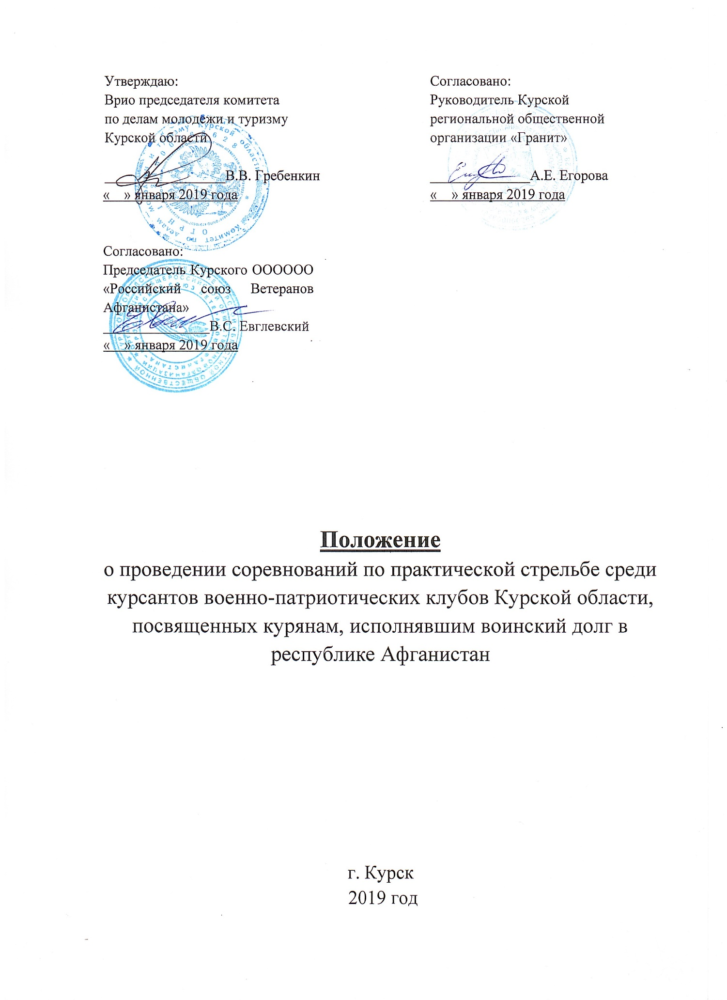 Утверждаю:
Врио председателя комитета
по делам молодежи и туризму
Курской области
В.В. Гребенкин
«    » января 2019 года
Согласовано:
Руководитель Курской
региональной общественной
организации «Гранит»
А.Е. Егорова
«    » января 2019 года
Согласовано:
Председатель Курского ОООООО
«Российский союз Ветеранов
Афганистана»
В.С. Евглевский
«    » января 2019 года
Положение
о проведении соревнований по практической стрельбе среди
курсантов военно-патриотических клубов Курской области,
посвященных курянам, исполнявшим воинский долг в
республике Афганистан
г. Курск
2019 год